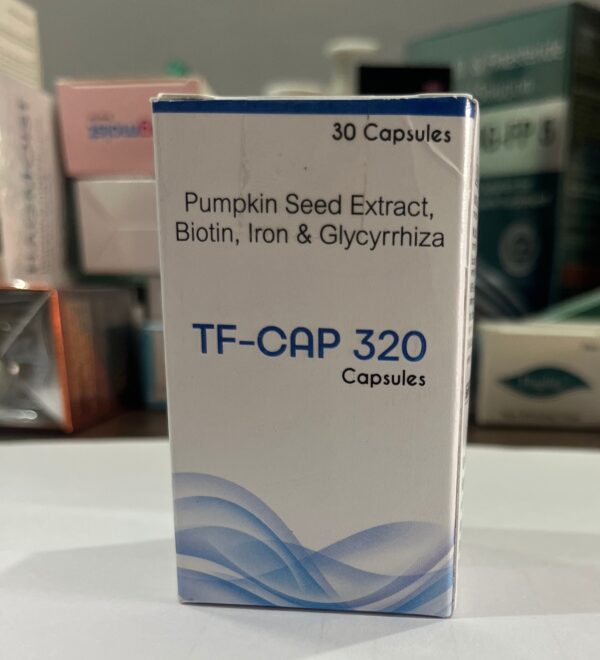 30 Capsules
Pumpkin Seed Extract,
Biotin, Iron & Glycyrrhiza
TF-CAP 320
Capsules